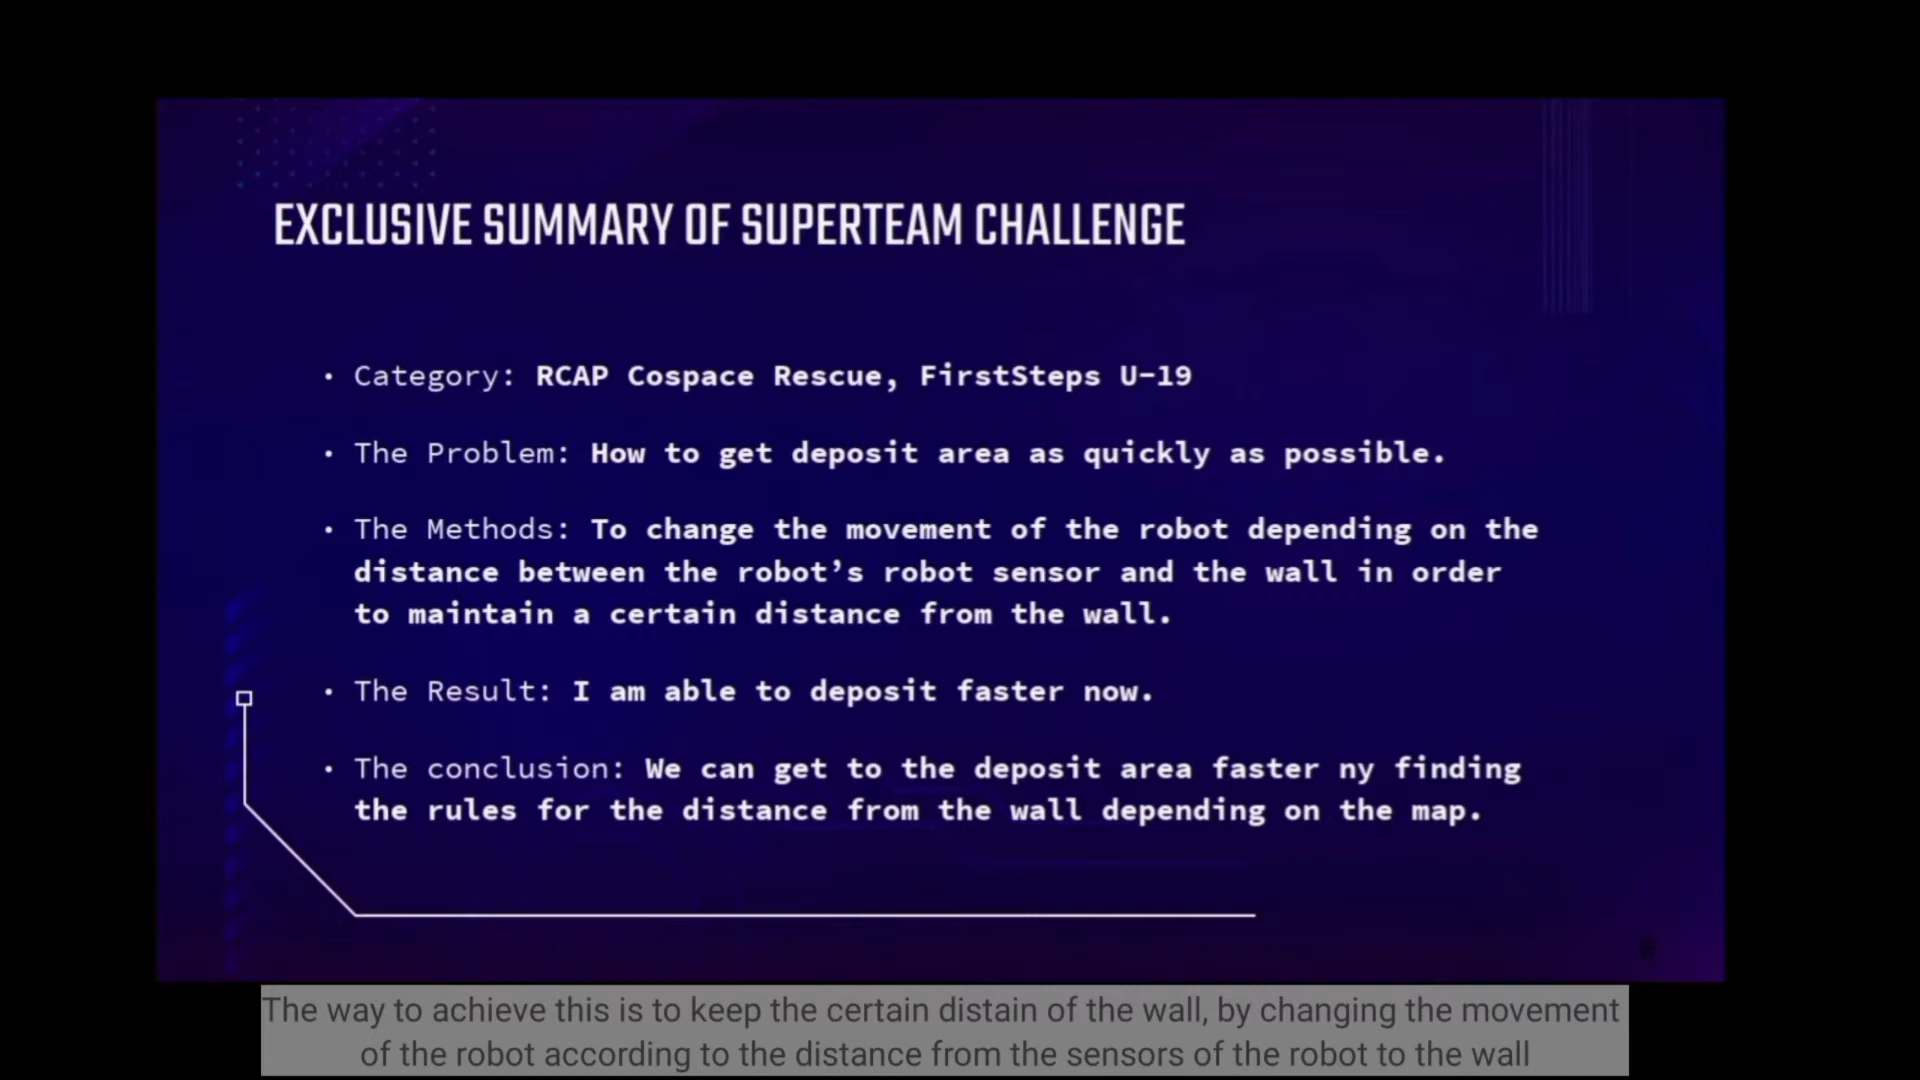 EXCLUSIVE SUMMARY OF SUPERTEAM CHALLENGE
• Category: RCAP Cospace Rescue, FirstSteps U-19
• The Problem: How to get deposit area as quickly as possible.
• The Methods: To change the movement of the robot depending on the
distance between the robot’s robot sensor and the wall in order
to maintain a certain distance from the wall.
• The Result: I am able to deposit faster now.
• The conclusion: We can get to the deposit area faster ny finding
the rules for the distance from the wall depending on the map.
The way to achieve this is to keep the certain distain of the wall, by changing the movement
of the robot according to the distance from the sensors of the robot to the wall